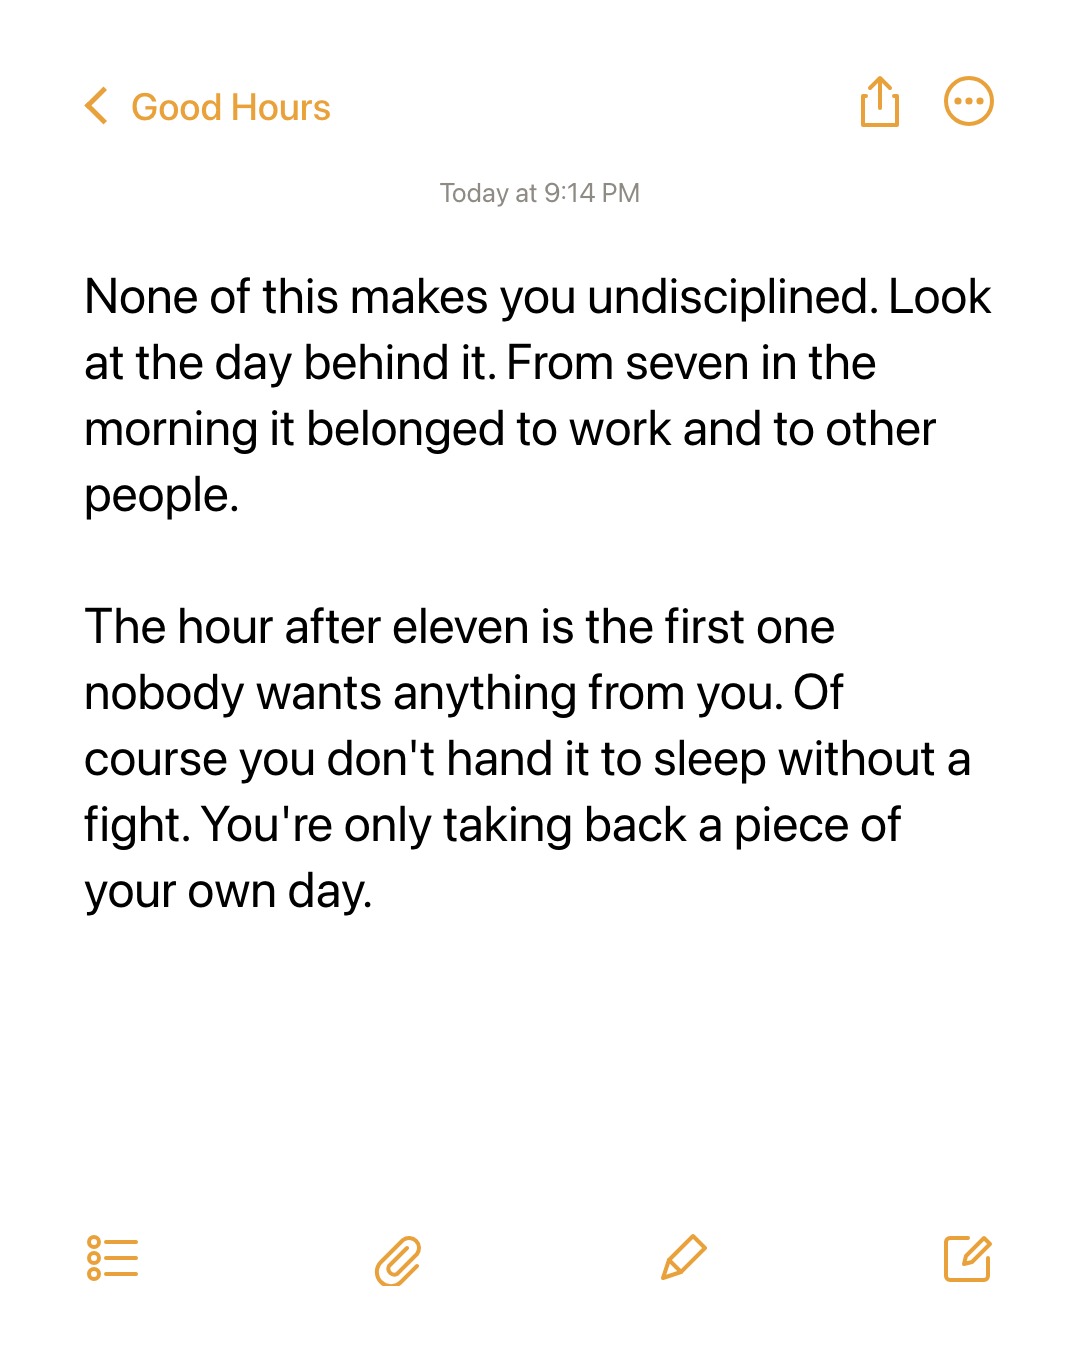 Good Hours
Today at 9:14 PM
None of this makes you undisciplined. Look
at the day behind it. From seven in the
morning it belonged to work and to other
people.
The hour after eleven is the first one
nobody wants anything from you. Of
course you don't hand it to sleep without a
fight. You're only taking back a piece of
your own day.